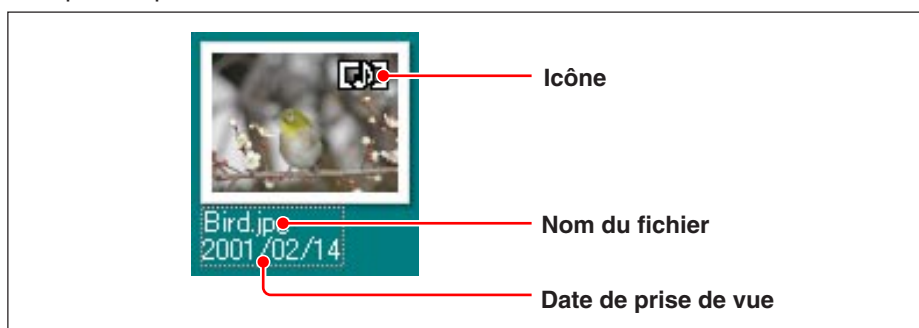 Icône
Bird.jpg
Nom du fichier
2001/02/14
Date de prise de vue